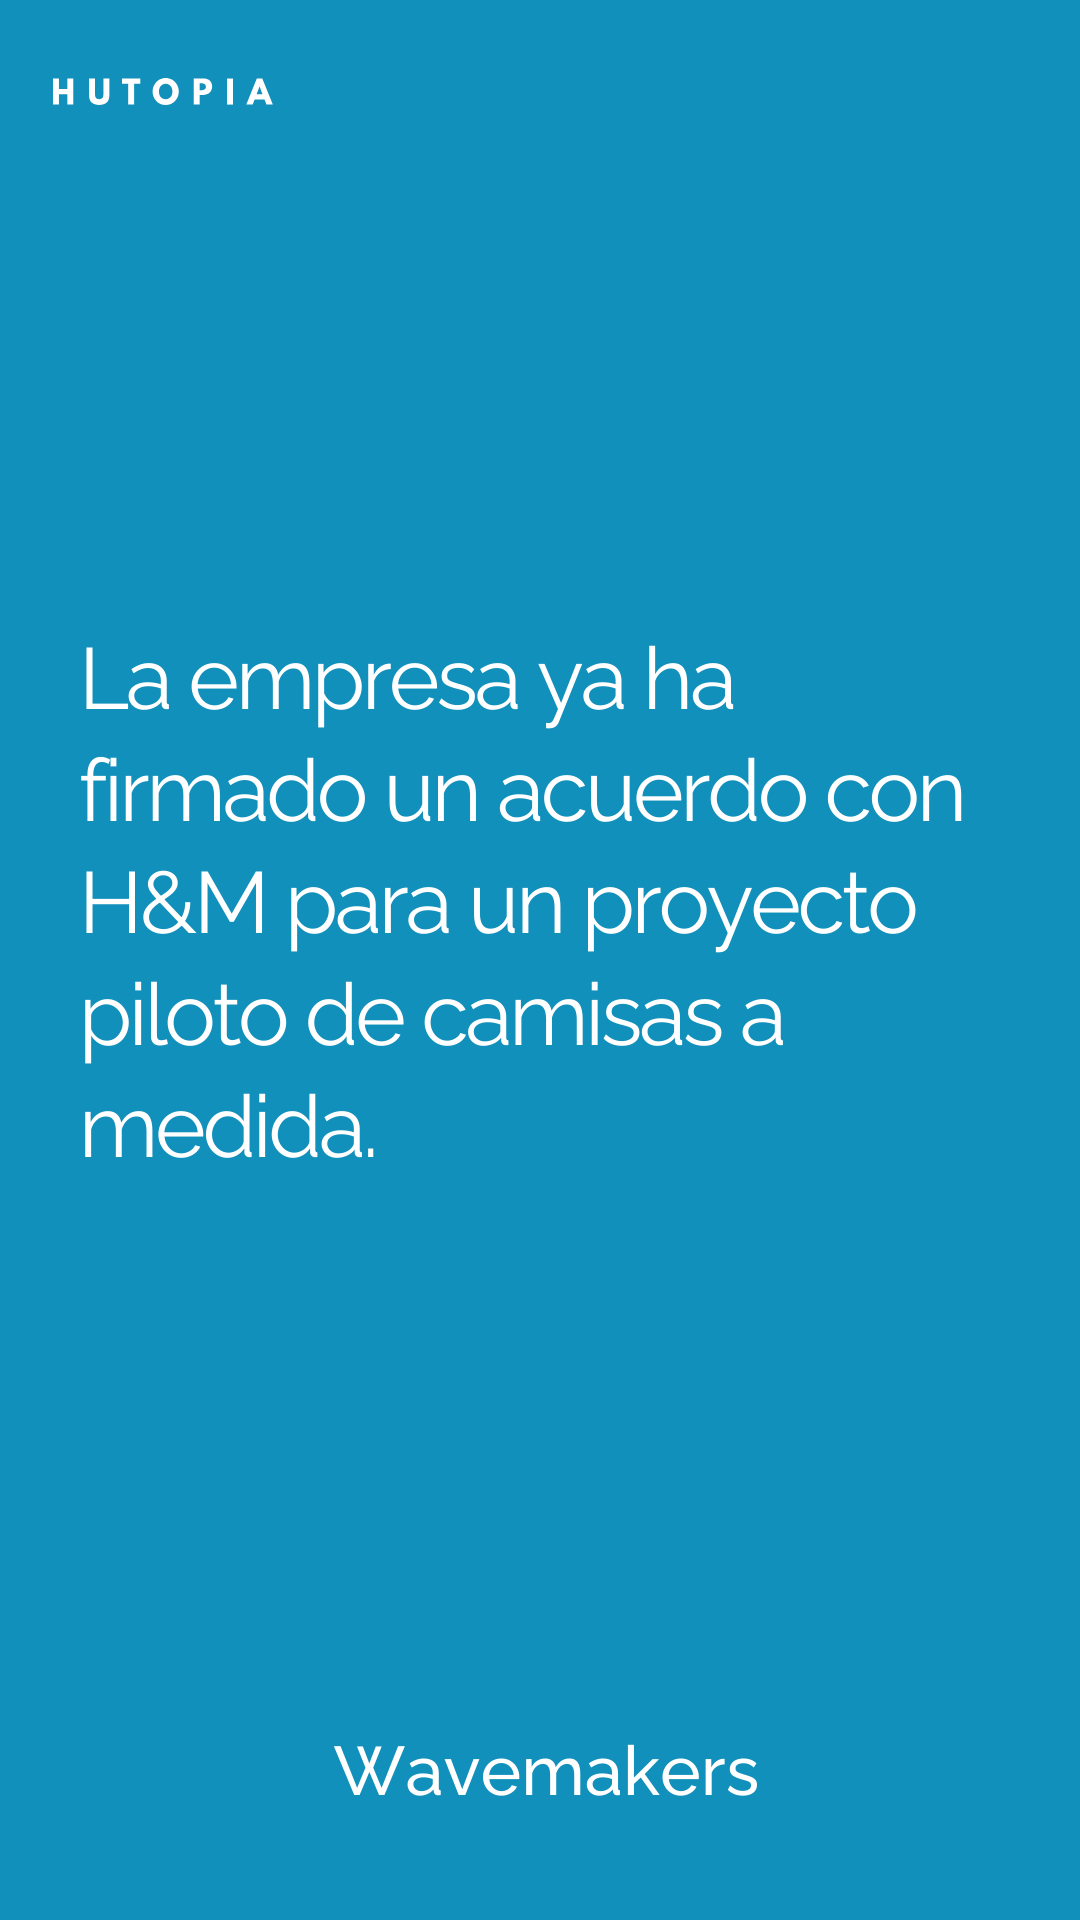 HUTOPIA
La empresa ya ha
firmado un acuerdo con
H&M para un proyecto
piloto de camisas a
medida.
Wavemakers